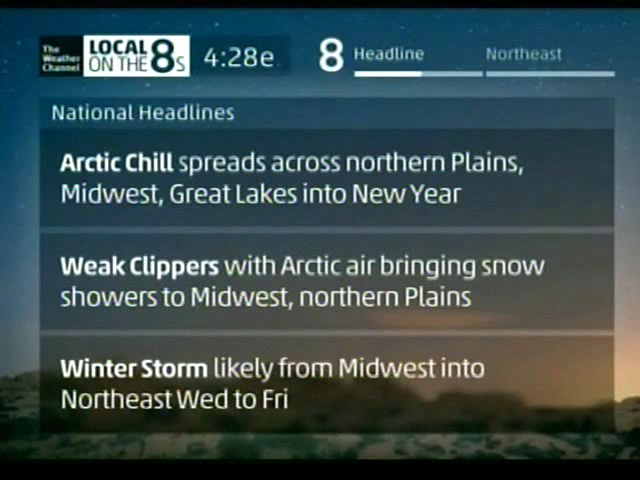 The
Weather
Channel
LOCAL
ON THE 8s
4:28e
8
Headline
Northeast
National Headlines
Arctic Chill spreads across northern Plains,
Midwest, Great Lakes into New Year
Weak Clippers with Arctic air bringing snow
showers to Midwest, northern Plains
Winter Storm likely from Midwest into
Northeast Wed to Fri